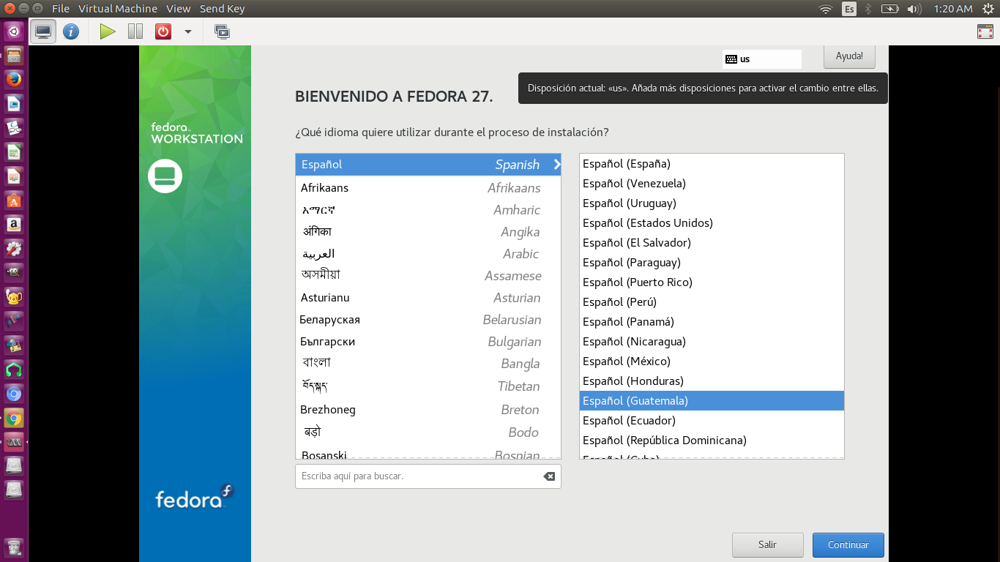 File Virtual Machine View Send Key
Es
1:20 AM
us
Ayuda!
Disposición actual: «us». Añada más disposiciones para activar el cambio entre ellas.
BIENVENIDO A FEDORA 27.
fedora
WORKSTATION
¿Qué idioma quiere utilizar durante el proceso de instalación?
Español Spanish
Afrikaans Afrikaans
አማርኛ Amharic
अंगिका Angika
العربية Arabic
অসমীয়া Assamese
Asturianu Asturian
Беларуская Belarusian
Български Bulgarian
বাংলা Bangla
བོད་སྐད་ Tibetan
Brezhoneg Breton
बड़ो Bodo
Bosanski Bosnian
Escriba aquí para buscar.
Español (España)
Español (Venezuela)
Español (Uruguay)
Español (Estados Unidos)
Español (El Salvador)
Español (Paraguay)
Español (Puerto Rico)
Español (Perú)
Español (Panamá)
Español (Nicaragua)
Español (México)
Español (Honduras)
Español (Guatemala)
Español (Ecuador)
Español (República Dominicana)
Español (Cuba)
fedora
Salir
Continuar